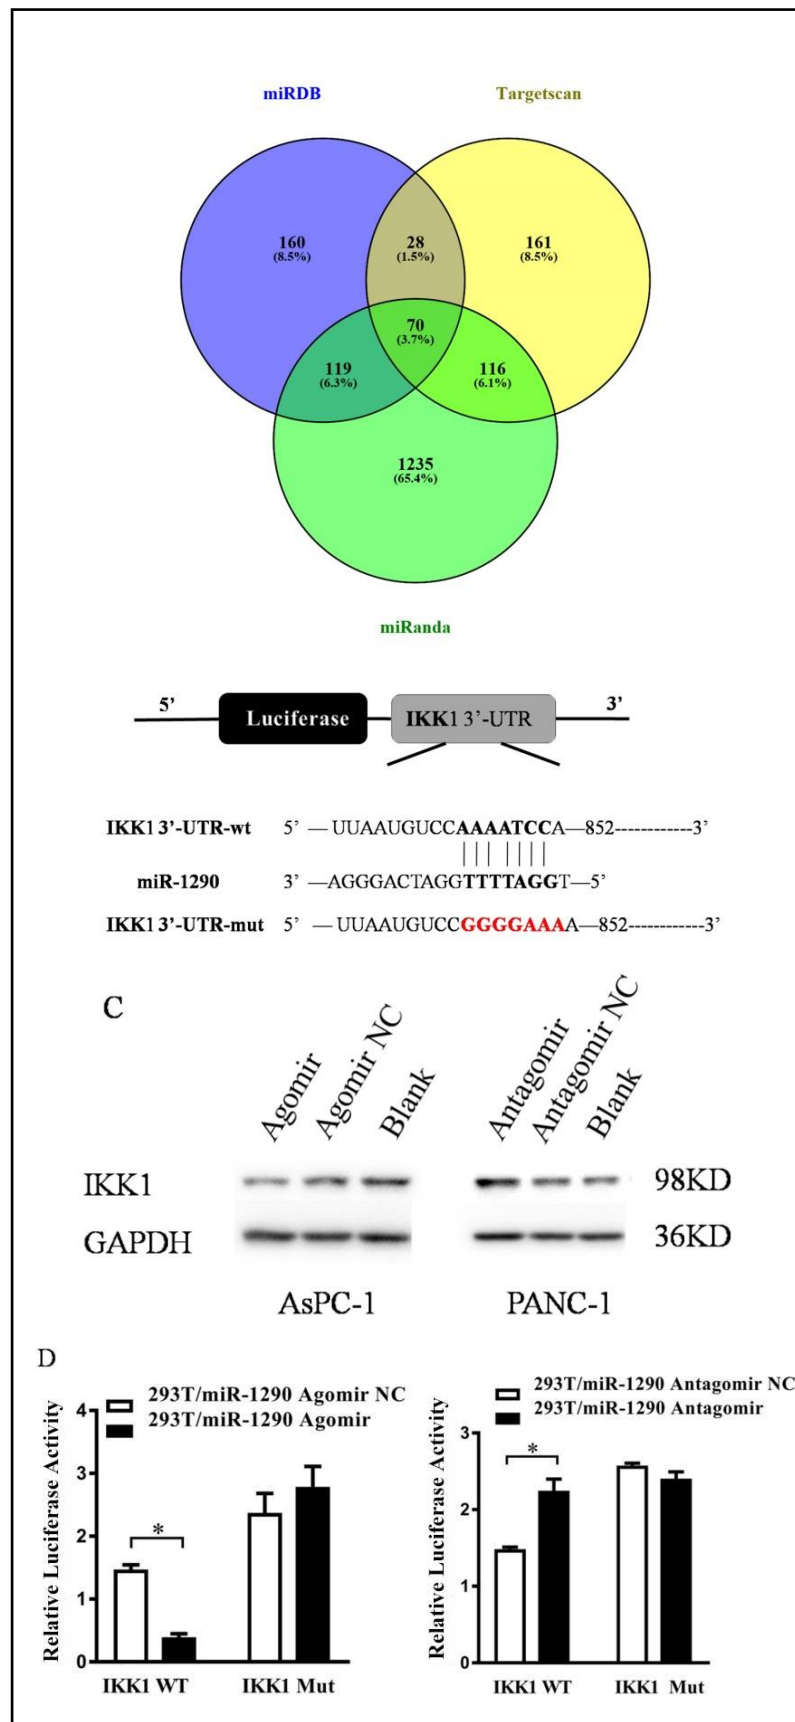 miRDB Targetscan
160 28 161
(8.5%) (1.5%) (8.5%)
70
(3.7%)
119 116
(6.3%) (6.1%)
1235
(65.4%)
miRanda
5’ Luciferase IKK1 3’-UTR 3’
IKK1 3’-UTR-wt 5’ — UUAAUGUCCAAAATCCA—852------------3’
miR-1290 3’ —AGGGACTAGGTTTTAGGT—5’
IKK1 3’-UTR-mut 5’ — UUAAUGUCCGGGGAAAA—852------------3’
C
Agomir Agomir NC Blank Antagomir Antagomir NC Blank
IKK1 98KD
GAPDH 36KD
AsPC-1 PANC-1
D
293T/miR-1290 Agomir NC
293T/miR-1290 Agomir
Relative Luciferase Activity
4
3
2
1
0
*
IKK1 WT IKK1 Mut
293T/miR-1290 Antagomir NC
293T/miR-1290 Antagomir
Relative Luciferase Activity
3
2
1
0
*
IKK1 WT IKK1 Mut